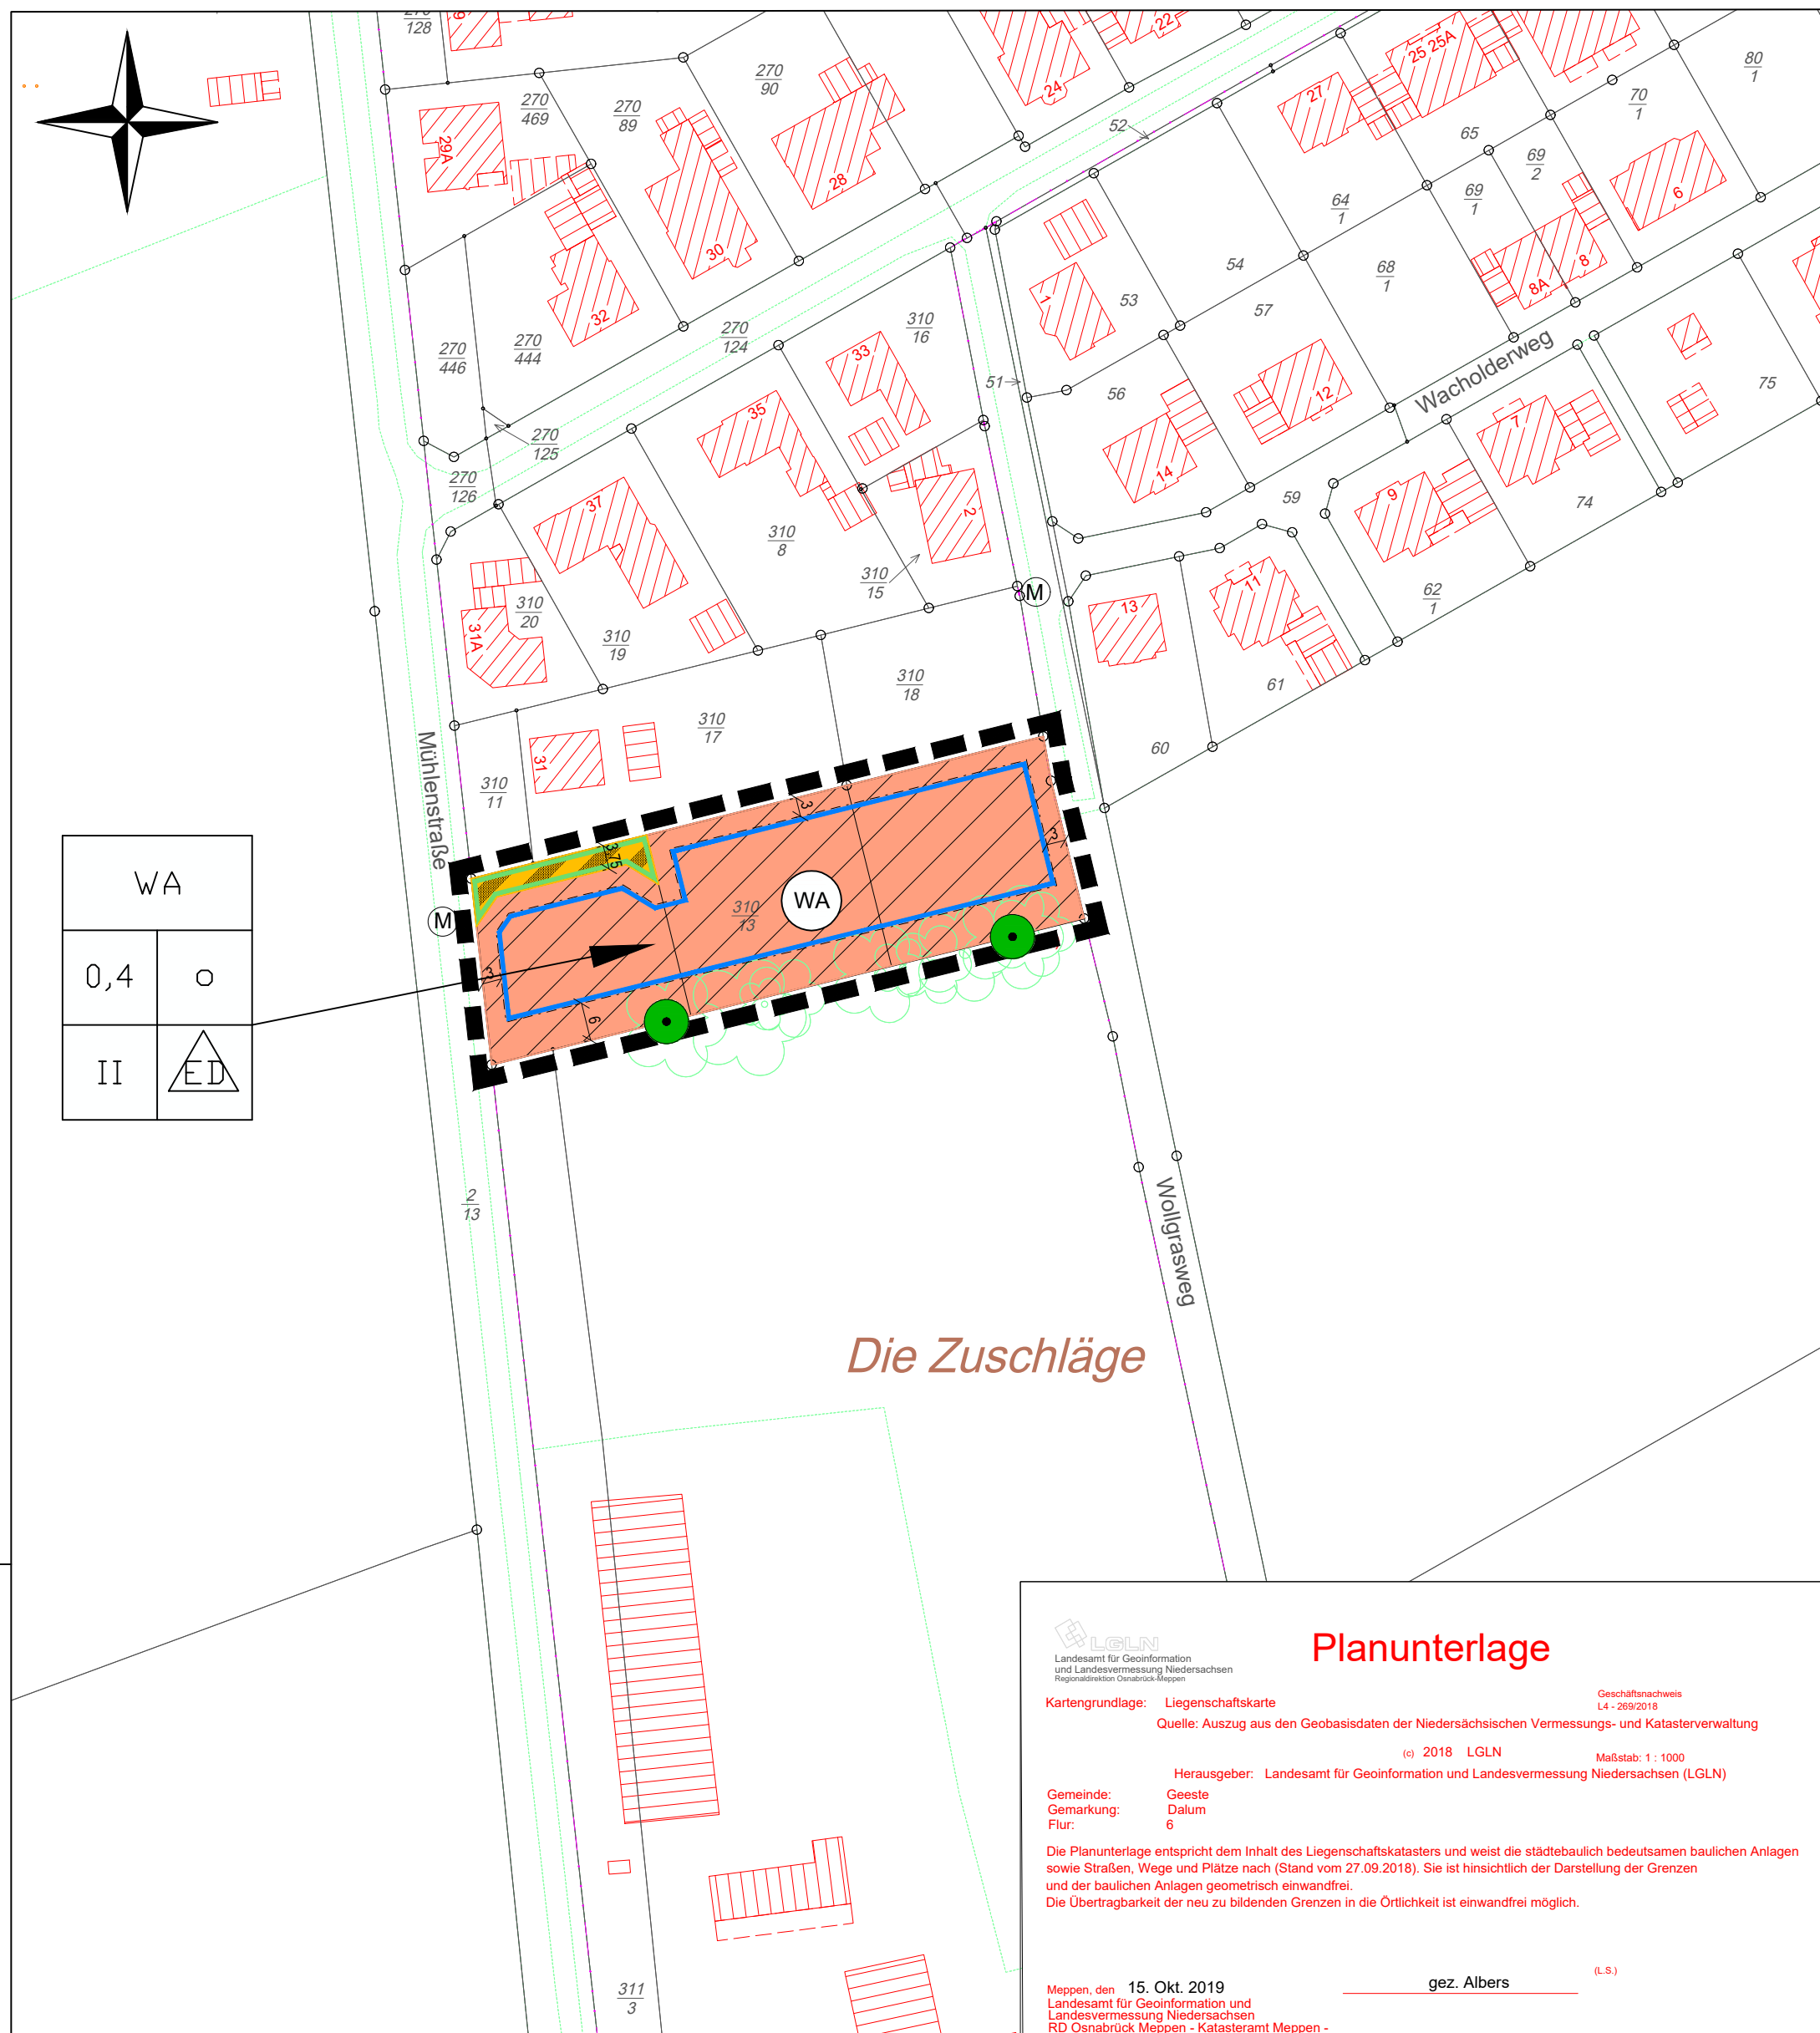 270
128
9
22
24
25 25A
27
80
1
70
1
270
90
270
469
270
89
29A
28
52
65
69
2
69
1
6
64
1
30
32
54
53
1
68
1
8
8A
57
270
446
270
444
270
124
310
16
33
51
56
Wacholderweg
12
75
35
270
125
270
126
14
7
9
59
74
37
2
310
8
310
15
M
13
11
62
1
31A
310
20
310
19
310
18
61
310
17
60
31
310
11
Mühlenstraße
3
3,75
3
WA
WA
310
13
M
0,4
o
3
6
II
ED
2
13
Wollgrasweg
Die Zuschläge
311
3
LGLN
Landesamt für Geoinformation
und Landesvermessung Niedersachsen
Regionaldirektion Osnabrück-Meppen
Planunterlage
Kartengrundlage: Liegenschaftskarte
Geschäftsnachweis
L4 - 269/2018
Quelle: Auszug aus den Geobasisdaten der Niedersächsischen Vermessungs- und Katasterverwaltung
(c) 2018 LGLN
Maßstab: 1 : 1000
Herausgeber: Landesamt für Geoinformation und Landesvermessung Niedersachsen (LGLN)
Gemeinde: Geeste
Gemarkung: Dalum
Flur: 6
Die Planunterlage entspricht dem Inhalt des Liegenschaftskatasters und weist die städtebaulich bedeutsamen baulichen Anlagen
sowie Straßen, Wege und Plätze nach (Stand vom 27.09.2018). Sie ist hinsichtlich der Darstellung der Grenzen
und der baulichen Anlagen geometrisch einwandfrei.
Die Übertragbarkeit der neu zu bildenden Grenzen in die Örtlichkeit ist einwandfrei möglich.
(L.S.)
Meppen, den 15. Okt. 2019
gez. Albers
Landesamt für Geoinformation und
Landesvermessung Niedersachsen
RD Osnabrück Meppen - Katasteramt Meppen -